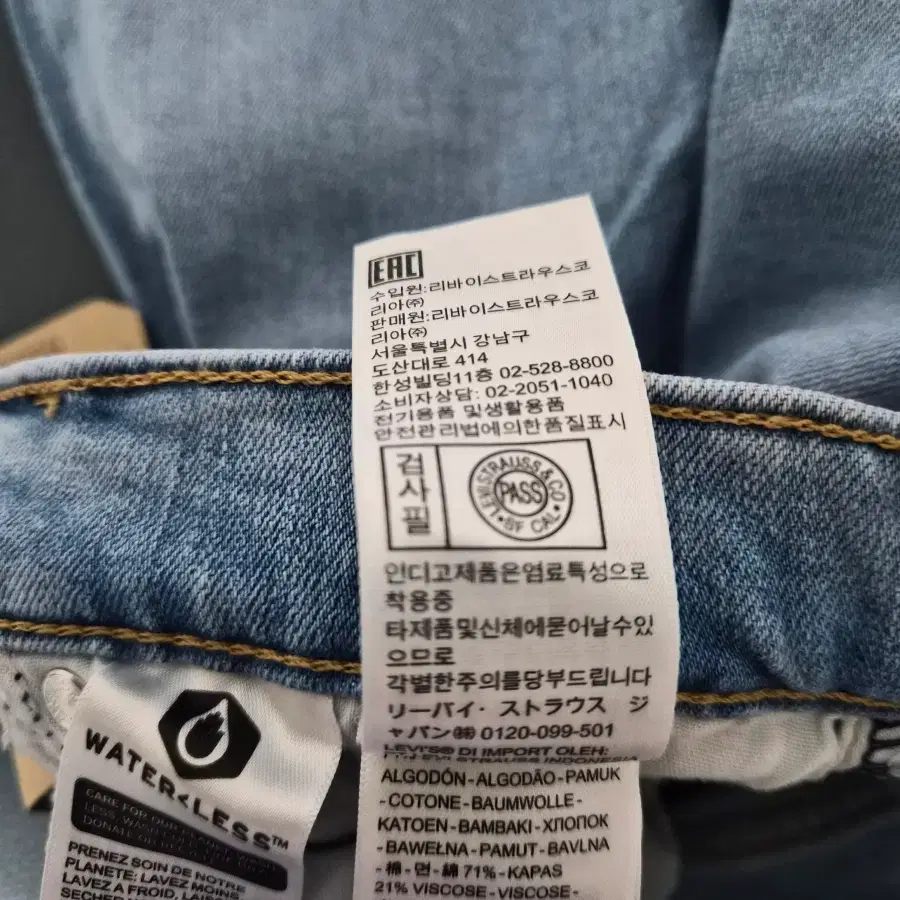 EAC
수입원:리바이스트라우스코
리아㈜
판매원:리바이스트라우스코
리아㈜
서울특별시 강남구
도산대로 414
한성빌딩11층 02-528-8800
소비자상담: 02-2051-1040
전기용품 및생활용품
안전관리법에의한품질표시
검사필
LEVI STRAUSS & CO
PASS
SF CAL
인디고제품은염료특성으로
착용중
타제품및신체에묻어날수있
으므로
각별한주의를당부드립니다
リーバイ・ストラウス ジ
ャパン㈱ 0120-099-501
LEVI'S® DI IMPORT OLEH:
STRAUSS INDONESIA
ALGODÓN - ALGODÃO - PAMUK
- COTONE - BAUMWOLLE -
KATOEN - BAMBAKI - ХЛОПОК
- BAWEŁNA - PAMUT - BAVLNA
- 棉 - 면 - 綿 71% - KAPAS
21% VISCOSE - VISCOSE -
WATER<LESS™
CARE FOR OUR
PRENEZ SOIN DE NOTRE
PLANETE: LAVEZ MOINS
LAVEZ A FROID, LAISSE